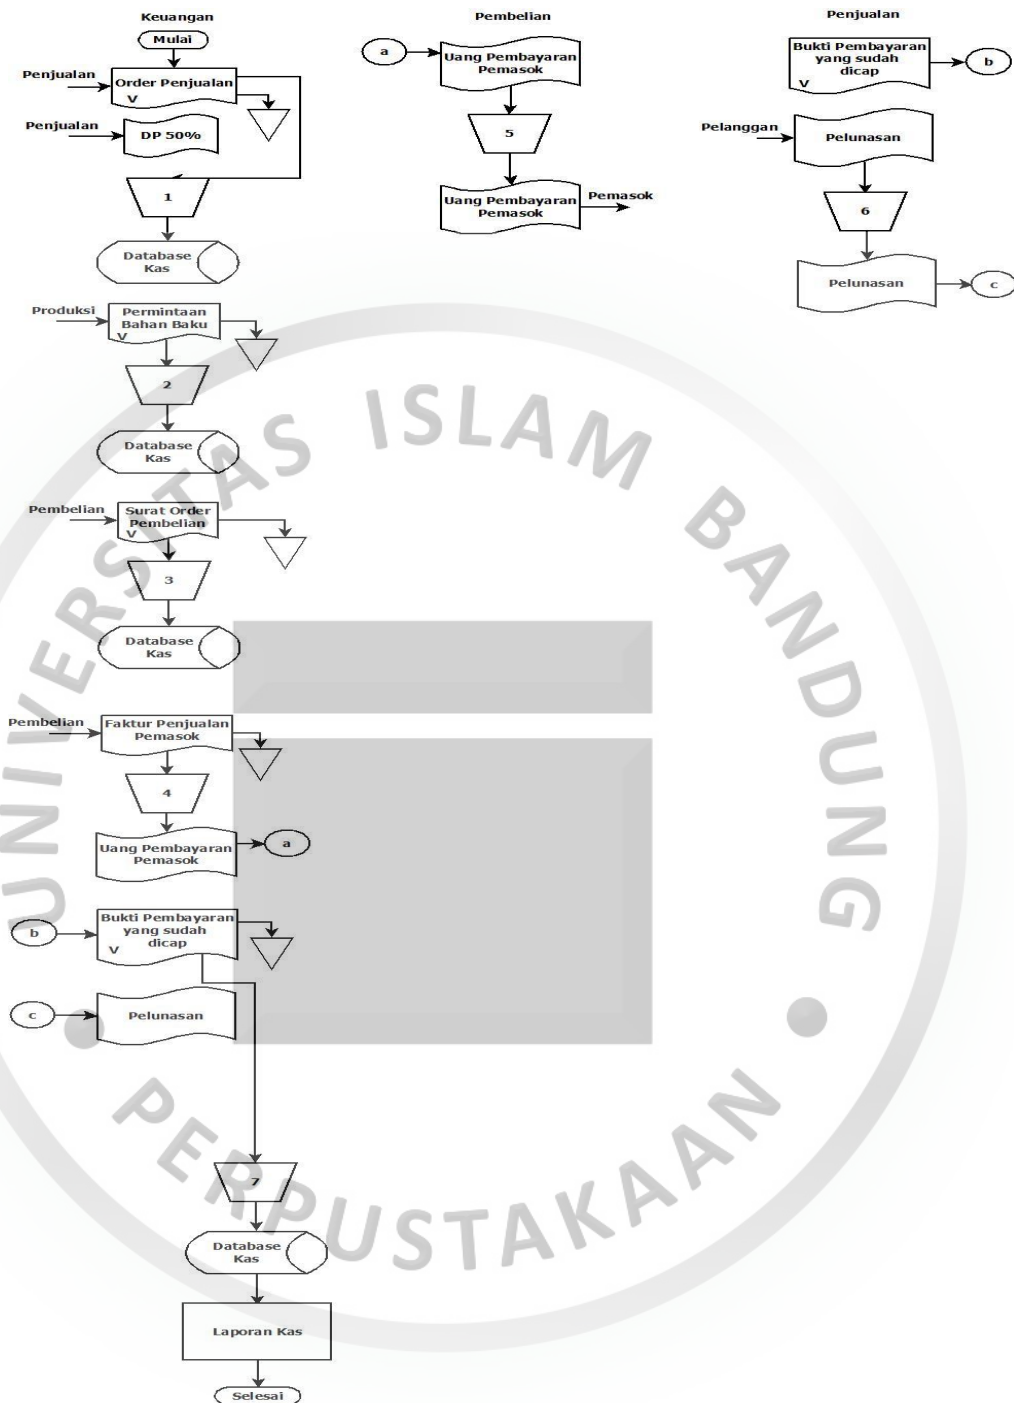 Keuangan
Mulai
Penjualan
Order Penjualan
V
Penjualan
DP 50%
1
Database
Kas
Produksi
Permintaan
Bahan Baku
V
2
Database
Kas
Pembelian
Surat Order
Pembelian
V
3
Database
Kas
Pembelian
Faktur Penjualan
Pemasok
4
Uang Pembayaran
Pemasok
a
b
Bukti Pembayaran
yang sudah
dicap
V
c
Pelunasan
7
Database
Kas
Laporan Kas
Selesai
Pembelian
a
Uang Pembayaran
Pemasok
5
Uang Pembayaran
Pemasok
Pemasok
Penjualan
Bukti Pembayaran
yang sudah
dicap
V
b
Pelanggan
Pelunasan
6
Pelunasan
c
UNIVERSITAS ISLAM BANDUNG
PERPUSTAKAAN